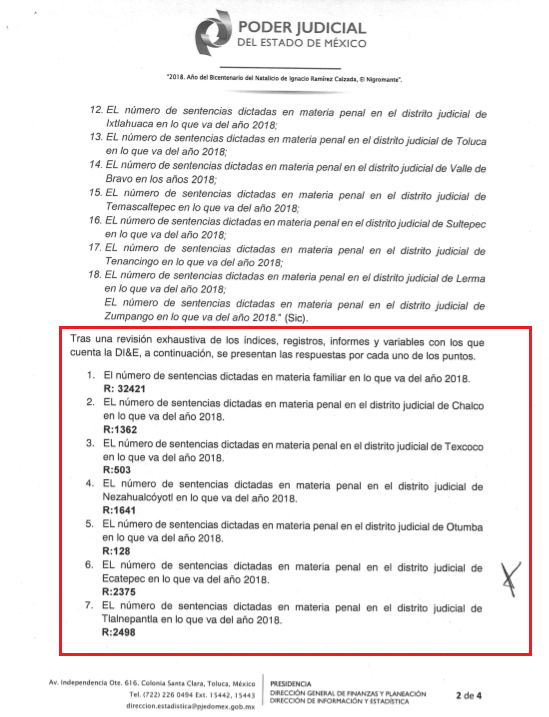 PODER JUDICIAL
DEL ESTADO DE MÉXICO
"2018. Año del Bicentenario del Natalicio de Ignacio Ramírez Calzada, El Nigromante".
12. EL número de sentencias dictadas en materia penal en el distrito judicial de
Ixtlahuaca en lo que va del año 2018;
13. EL número de sentencias dictadas en materia penal en el distrito judicial de Toluca
en lo que va del año 2018;
14. EL número de sentencias dictadas en materia penal en el distrito judicial de Valle de
Bravo en los años 2018;
15. EL número de sentencias dictadas en materia penal en el distrito judicial de
Temascaltepec en lo que va del año 2018;
16. EL número de sentencias dictadas en materia penal en el distrito judicial de Sultepec
en lo que va del año 2018;
17. EL número de sentencias dictadas en materia penal en el distrito judicial de
Tenancingo en lo que va del año 2018;
18. EL número de sentencias dictadas en materia penal en el distrito judicial de Lerma
en lo que va del año 2018;
EL número de sentencias dictadas en materia penal en el distrito judicial de
Zumpango en lo que va del año 2018." (Sic).
Tras una revisión exhaustiva de los índices, registros, informes y variables con los que
cuenta la DI&E, a continuación, se presentan las respuestas por cada uno de los puntos.
1. El número de sentencias dictadas en materia familiar en lo que va del año 2018.
R: 32421
2. EL número de sentencias dictadas en materia penal en el distrito judicial de Chalco
en lo que va del año 2018.
R:1362
3. EL número de sentencias dictadas en materia penal en el distrito judicial de Texcoco
en lo que va del año 2018.
R:503
4. EL número de sentencias dictadas en materia penal en el distrito judicial de
Nezahualcóyotl en lo que va del año 2018.
R:1641
5. EL número de sentencias dictadas en materia penal en el distrito judicial de Otumba
en lo que va del año 2018.
R:128
6. EL número de sentencias dictadas en materia penal en el distrito judicial de
Ecatepec en lo que va del año 2018.
R:2375
7. EL número de sentencias dictadas en materia penal en el distrito judicial de
Tlalnepantla en lo que va del año 2018.
R:2498
Av. Independencia Ote. 616, Colonia Santa Clara, Toluca, México
Tel. (722) 226 0494 Ext. 15442, 15443
direccion.estadistica@pjedomex.gob.mx
PRESIDENCIA
DIRECCIÓN GENERAL DE FINANZAS Y PLANEACIÓN
DIRECCIÓN DE INFORMACIÓN Y ESTADÍSTICA
2 de 4